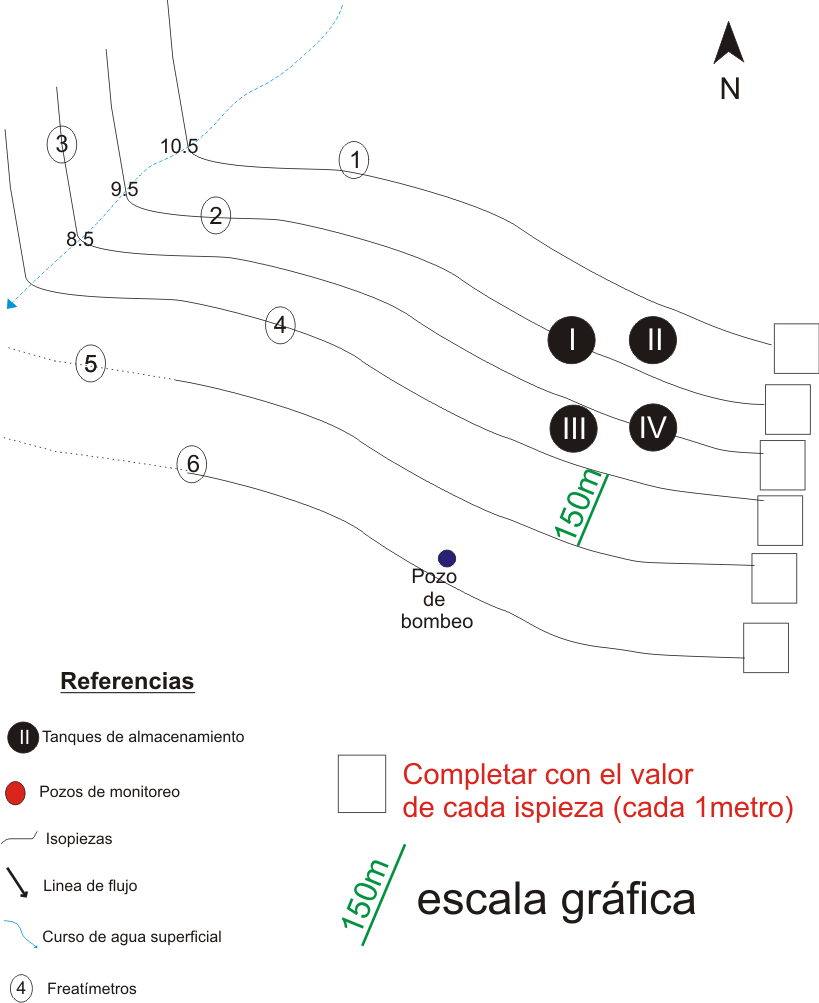 N
10.5
1
3
9.5
2
8.5
I
II
4
5
III
IV
6
150m
Pozo
de
bombeo
Referencias
II Tanques de almacenamiento
Pozos de monitoreo
Isopiezas
Linea de flujo
Curso de agua superficial
4 Freatímetros
Completar con el valor
de cada ispieza (cada 1metro)
150m escala gráfica